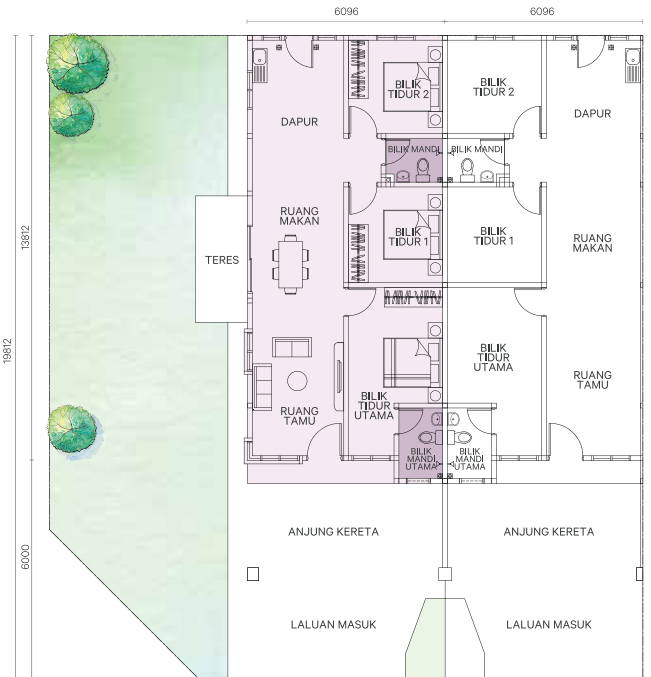 6096
6096
13812
19812
6000
BILIK
TIDUR 2
DAPUR
BILIK MANDI
RUANG
MAKAN
TERES
BILIK
TIDUR 1
BILIK
TIDUR
UTAMA
RUANG
TAMU
BILIK
MANDI
UTAMA
ANJUNG KERETA
LALUAN MASUK
BILIK
TIDUR 2
DAPUR
BILIK MANDI
BILIK
TIDUR 1
RUANG
MAKAN
BILIK
TIDUR
UTAMA
RUANG
TAMU
BILIK
MANDI
UTAMA
ANJUNG KERETA
LALUAN MASUK